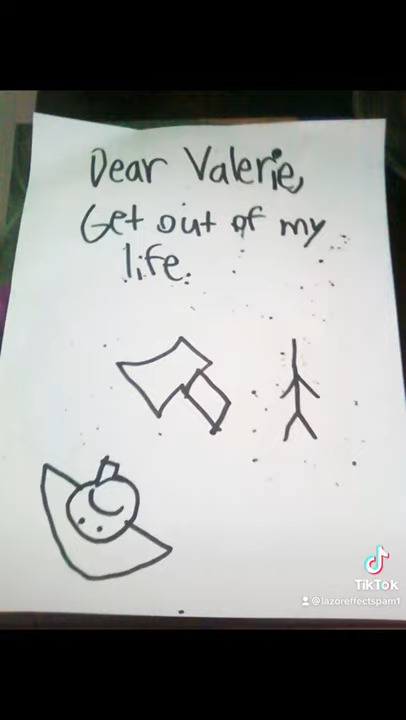 Dear Valerie,
Get out of my
life.
TikTok
@lazoreffectspam1